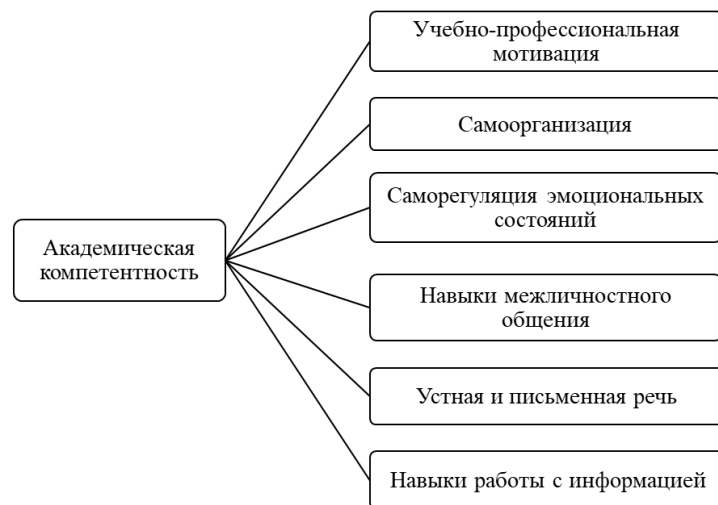 Учебно-профессиональная
мотивация
Самоорганизация
Саморегуляция эмоциональных
состояний
Академическая
компетентность
Навыки межличностного
общения
Устная и письменная речь
Навыки работы с информацией